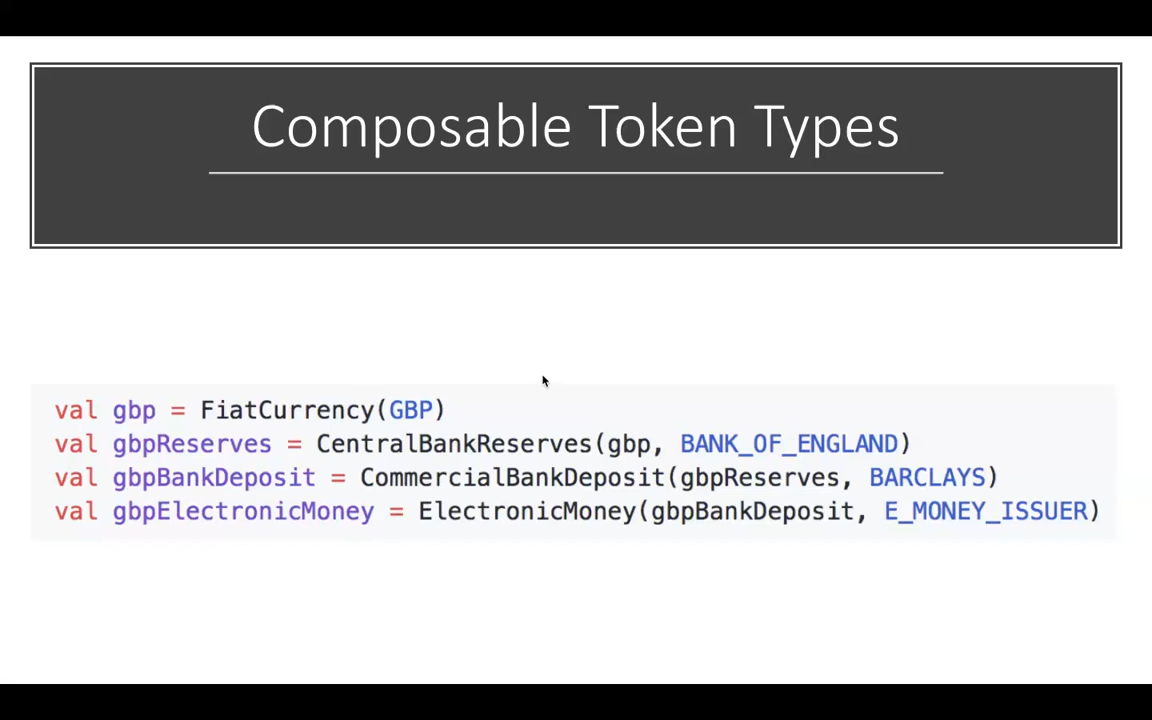 Composable Token Types
val gbp = FiatCurrency(GBP)
val gbpReserves = CentralBankReserves(gbp, BANK_OF_ENGLAND)
val gbpBankDeposit = CommercialBankDeposit(gbpReserves, BARCLAYS)
val gbpElectronicMoney = ElectronicMoney(gbpBankDeposit, E_MONEY_ISSUER)